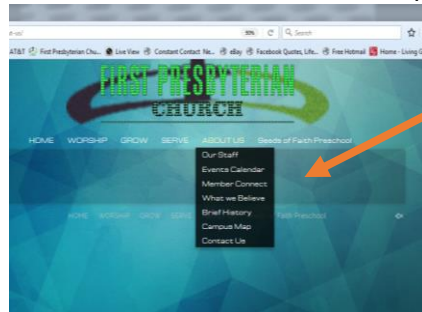 90% Search
AT&T First Presbyterian Chu... Live View Constant Contact Ne... eBay Facebook Quotes, Life... Free Hotmail Home - Living
FIRST PRESBYTERIAN
CHURCH
HOME WORSHIP GROW SERVE ABOUT US Seeds of Faith Preschool
Our Staff
Events Calendar
Member Connect
What we Believe
Brief History
Campus Map
Contact Us
HOME WORSHIP GROW SERVE Faith Preschool